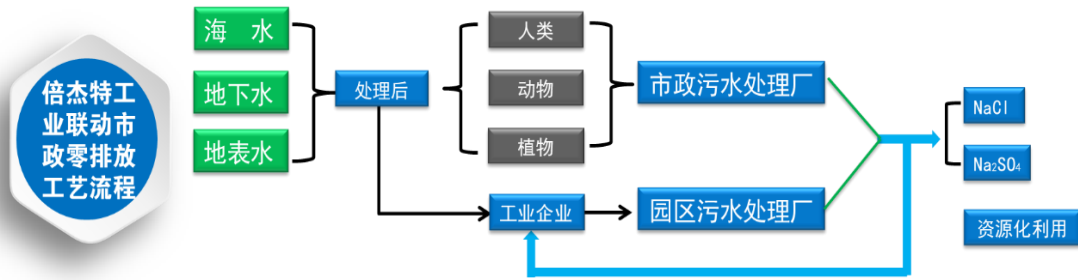 倍杰特工
业联动市
政零排放
工艺流程
海 水
地下水
地表水
处理后
人类
动物
植物
工业企业
市政污水处理厂
园区污水处理厂
NaCl
Na₂SO₄
资源化利用